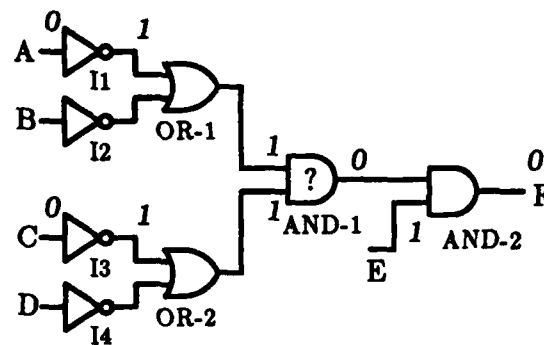 0 1
A
I1
B
I2
OR-1
1 0 0
? F
1 AND-1 1 AND-2
E
0 1
C
I3
D
I4
OR-2